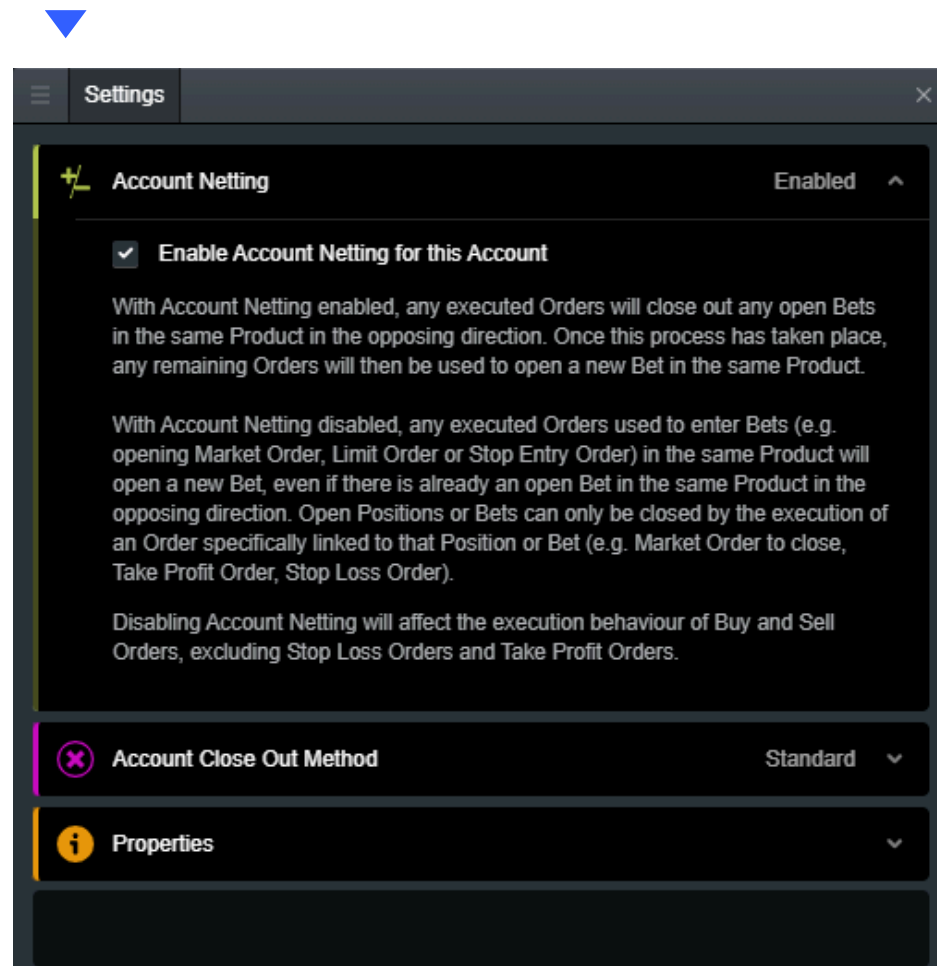 Settings
Account Netting
Enabled
Enable Account Netting for this Account
With Account Netting enabled, any executed Orders will close out any open Bets
in the same Product in the opposing direction. Once this process has taken place,
any remaining Orders will then be used to open a new Bet in the same Product.
With Account Netting disabled, any executed Orders used to enter Bets (e.g.
opening Market Order, Limit Order or Stop Entry Order) in the same Product will
open a new Bet, even if there is already an open Bet in the same Product in the
opposing direction. Open Positions or Bets can only be closed by the execution of
an Order specifically linked to that Position or Bet (e.g. Market Order to close,
Take Profit Order, Stop Loss Order).
Disabling Account Netting will affect the execution behaviour of Buy and Sell
Orders, excluding Stop Loss Orders and Take Profit Orders.
Account Close Out Method
Standard
Properties